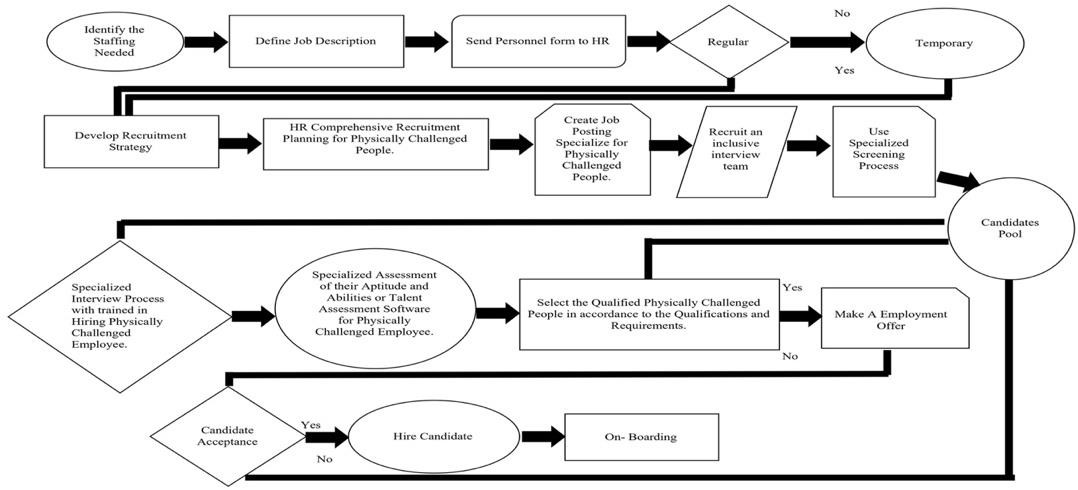 Identify the
Staffing
Needed
Define Job Description
Send Personnel form to HR
Regular
No
Yes
Temporary
Develop Recruitment
Strategy
HR Comprehensive Recruitment
Planning for Physically Challenged
People.
Create Job
Posting
Specialize for
Physically
Challenged
People.
Recruit an
inclusive
interview
team
Use
Specialized
Screening
Process
Candidates
Pool
Specialized
Interview Process
with trained in
Hiring Physically
Challenged
Employee.
Specialized Assessment
of their Aptitude and
Abilities or Talent
Assessment Software
for Physically
Challenged Employee.
Select the Qualified Physically Challenged
People in accordance to the Qualifications and
Requirements.
Yes
No
Make A Employment
Offer
Candidate
Acceptance
Yes
No
Hire Candidate
On- Boarding